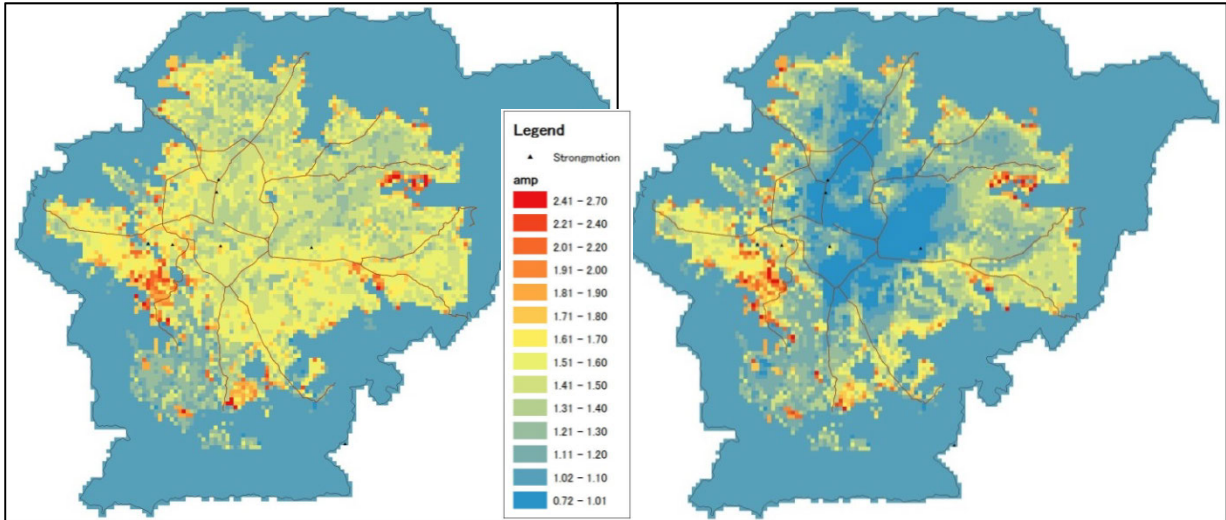 Legend
▲ Strongmotion
amp
2.41 – 2.70
2.21 – 2.40
2.01 – 2.20
1.91 – 2.00
1.81 – 1.90
1.71 – 1.80
1.61 – 1.70
1.51 – 1.60
1.41 – 1.50
1.31 – 1.40
1.21 – 1.30
1.11 – 1.20
1.02 – 1.10
0.72 – 1.01